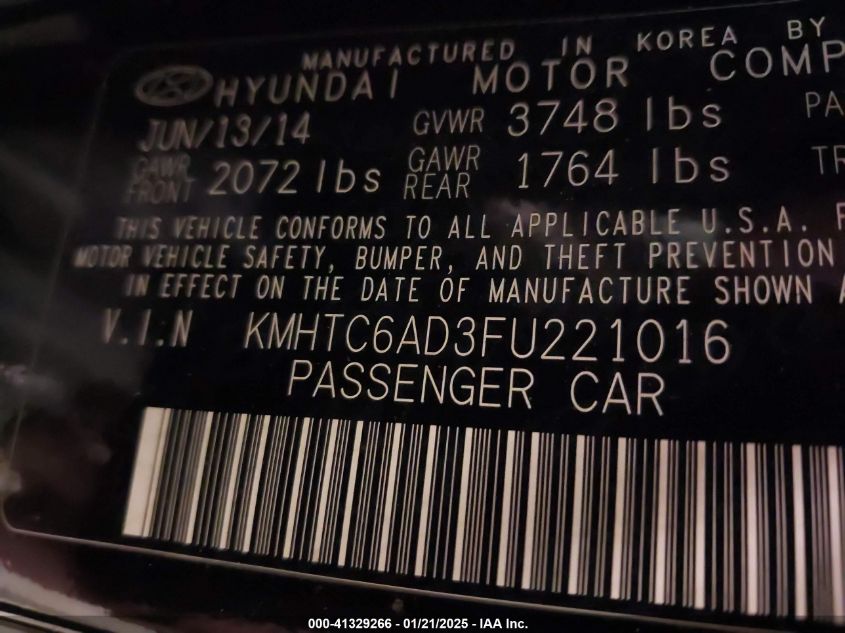 MANUFACTURED IN KOREA BY
HYUNDAI MOTOR COMP
JUN/13/14 GVWR 3748 lbs PA
GAWR FRONT 2072 lbs GAWR REAR 1764 lbs TR
THIS VEHICLE CONFORMS TO ALL APPLICABLE U.S.A. F
MOTOR VEHICLE SAFETY, BUMPER, AND THEFT PREVENTION
IN EFFECT ON THE DATE OF MANUFACTURE SHOWN A
V.I.N KMHTC6AD3FU221016
PASSENGER CAR
000-41329266 - 01/21/2025 - IAA Inc.